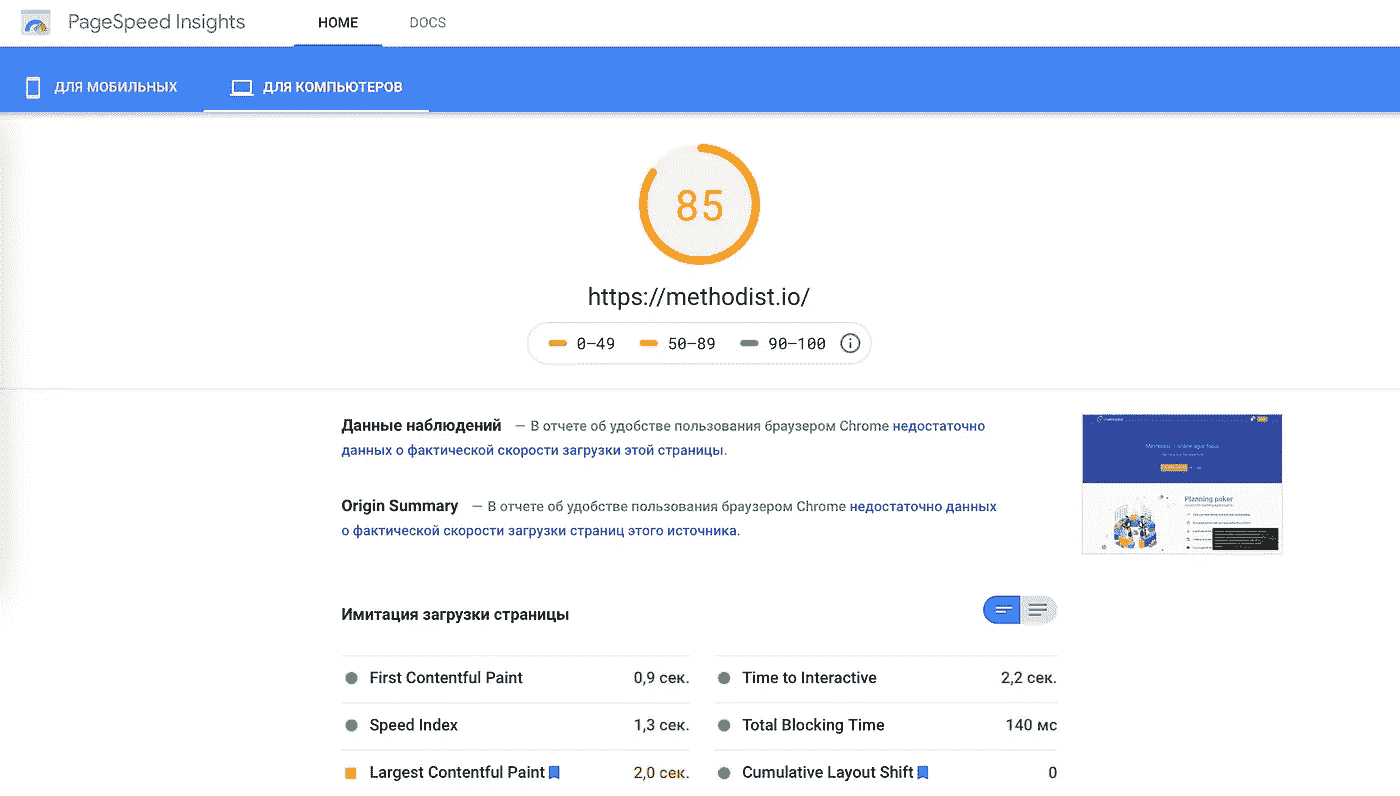 PageSpeed Insights
HOME
DOCS
ДЛЯ МОБИЛЬНЫХ
ДЛЯ КОМПЬЮТЕРОВ
85
https://methodist.io/
0–49
50–89
90–100
Данные наблюдений — В отчете об удобстве пользования браузером Chrome недостаточно
данных о фактической скорости загрузки этой страницы.
Origin Summary — В отчете об удобстве пользования браузером Chrome недостаточно данных
о фактической скорости загрузки страниц этого источника.
Planning poker
Имитация загрузки страницы
First Contentful Paint 0,9 сек.
Time to Interactive 2,2 сек.
Speed Index 1,3 сек.
Total Blocking Time 140 мс
Largest Contentful Paint 2,0 сек.
Cumulative Layout Shift 0